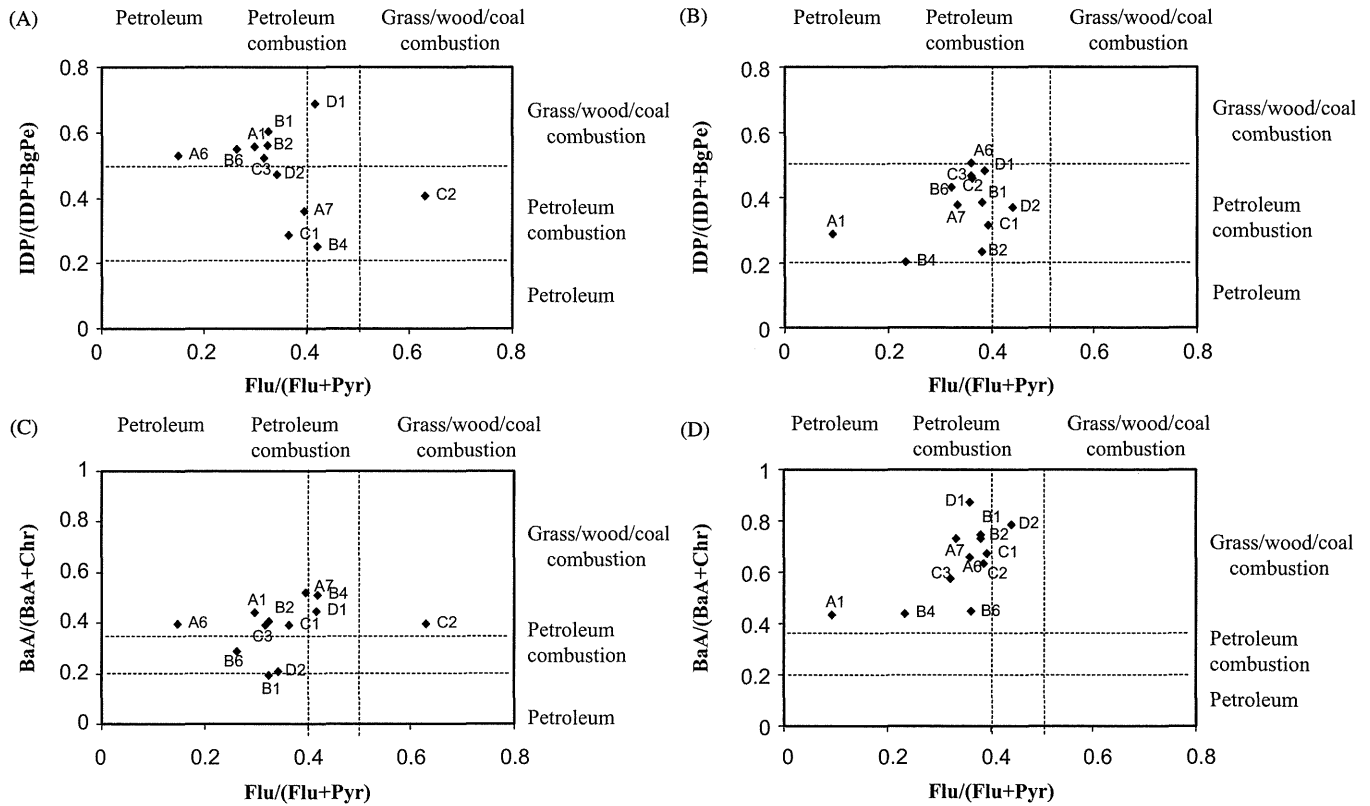 (A)
Petroleum
Petroleum
combustion
Grass/wood/coal
combustion
IDP/(IDP+BgPe)
0.8
0.6
0.4
0.2
0
D1
B1
A1
B2
A6
B6
C3
D2
C2
A7
C1
B4
Grass/wood/coal
combustion
Petroleum
combustion
Petroleum
0
0.2
0.4
0.6
0.8
Flu/(Flu+Pyr)
(B)
Petroleum
Petroleum
combustion
Grass/wood/coal
combustion
IDP/(IDP+BgPe)
0.8
0.6
0.4
0.2
0
A6
D1
C3
C2
B6
B1
A7
D2
A1
C1
B2
B4
Grass/wood/coal
combustion
Petroleum
combustion
Petroleum
0
0.2
0.4
0.6
0.8
Flu/(Flu+Pyr)
(C)
Petroleum
Petroleum
combustion
Grass/wood/coal
combustion
BaA/(BaA+Chr)
1
0.8
0.6
0.4
0.2
0
A7
B4
A1
B2
D1
A6
C3
C1
C2
B6
D2
B1
Grass/wood/coal
combustion
Petroleum
combustion
Petroleum
0
0.2
0.4
0.6
0.8
Flu/(Flu+Pyr)
(D)
Petroleum
Petroleum
combustion
Grass/wood/coal
combustion
BaA/(BaA+Chr)
1
0.8
0.6
0.4
0.2
0
D1
B1
D2
B2
A7
C1
A6
C3
C2
A1
B4
B6
Grass/wood/coal
combustion
Petroleum
combustion
Petroleum
0
0.2
0.4
0.6
0.8
Flu/(Flu+Pyr)